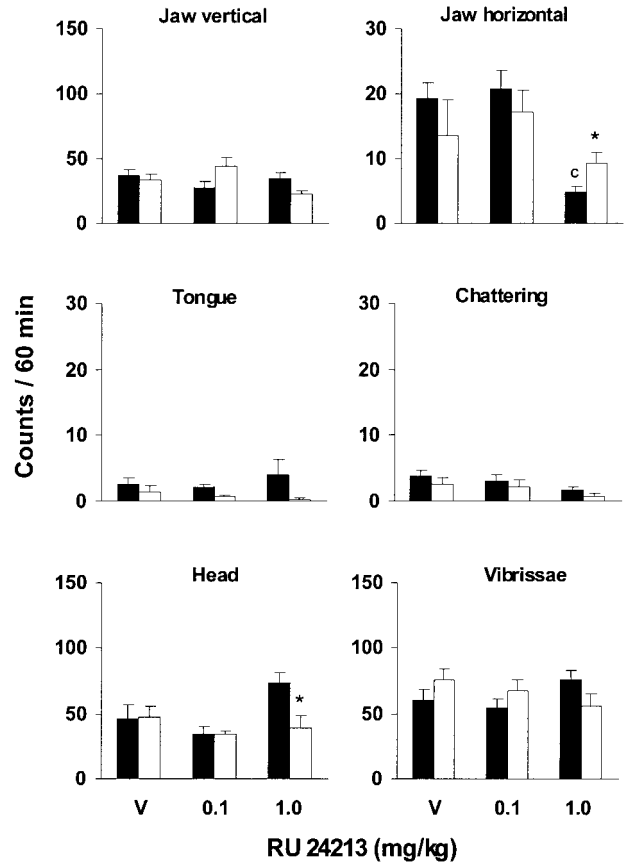 Jaw vertical
Jaw horizontal
150
100
50
0
30
20
10
0
c
*
Tongue
Chattering
30
20
10
0
30
20
10
0
Counts / 60 min
Head
Vibrissae
150
100
50
0
*
150
100
50
0
V 0.1 1.0
V 0.1 1.0
RU 24213 (mg/kg)